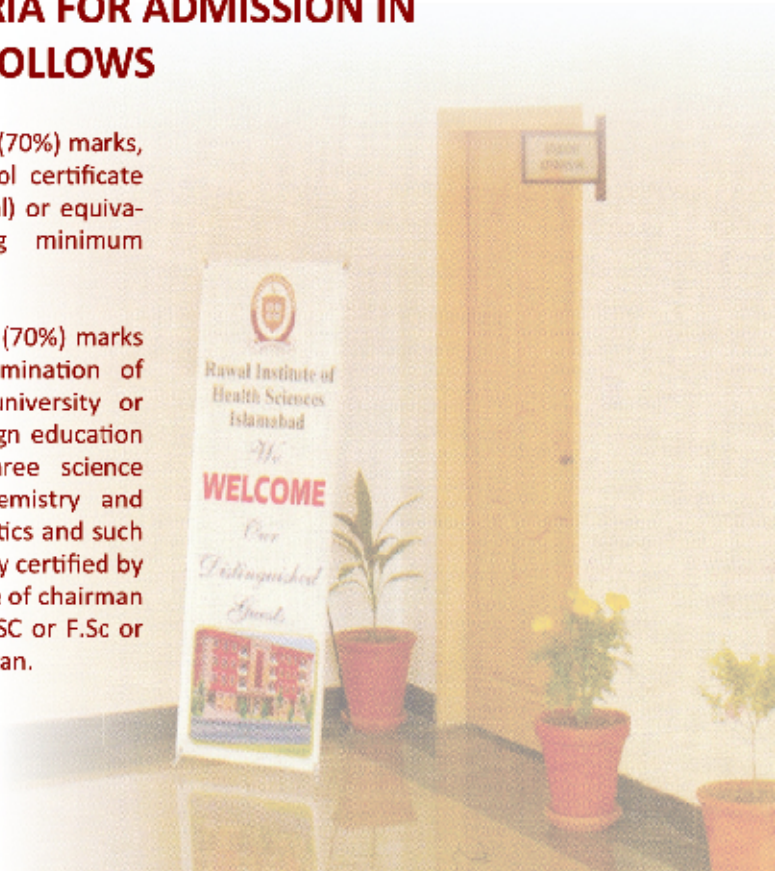 RIA FOR ADMISSION IN
OLLOWS
(70%) marks,
ol certificate
l) or equiva-
g minimum
(70%) marks
mination of
university or
gn education
ree science
emistry and
tics and such
y certified by
e of chairman
SC or F.Sc or
an.
Rawal Institute of
Health Sciences
Islamabad
We
WELCOME
Our
Distinguished
Guests